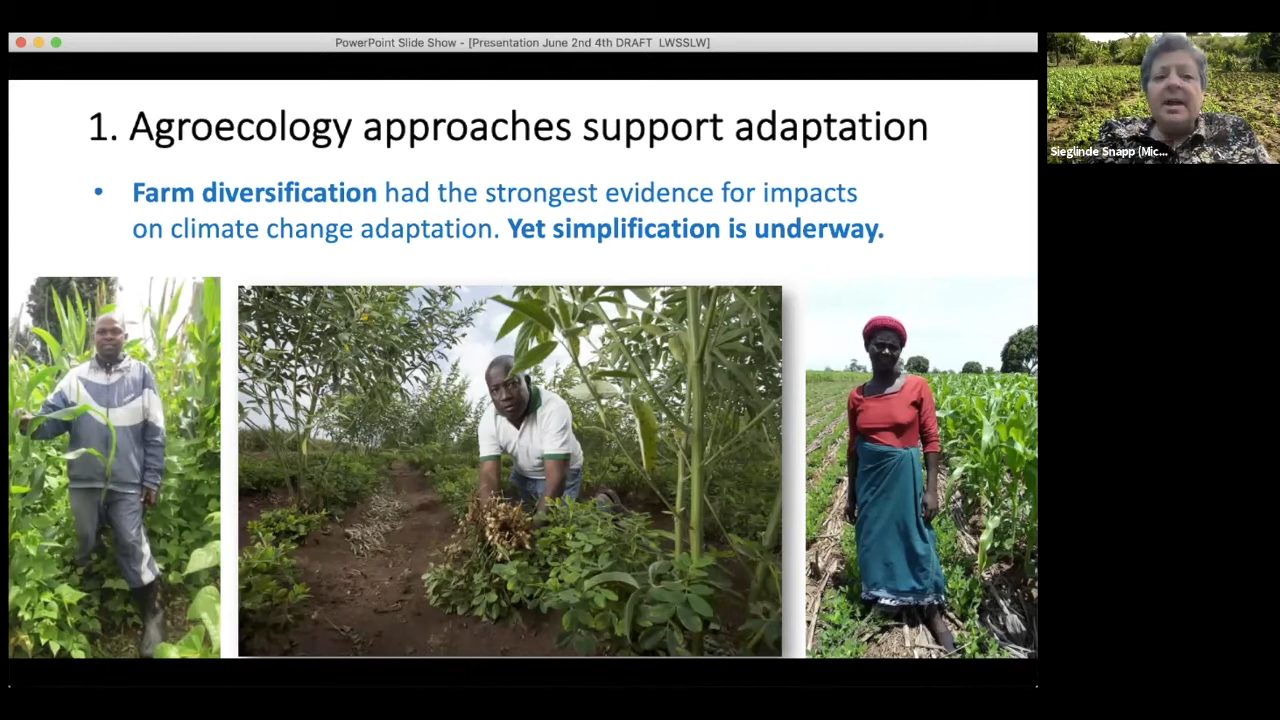 PowerPoint Slide Show - [Presentation June 2nd 4th DRAFT LWSSLW]
1. Agroecology approaches support adaptation
• Farm diversification had the strongest evidence for impacts
on climate change adaptation. Yet simplification is underway.
Sieglinde Snapp (Mic...